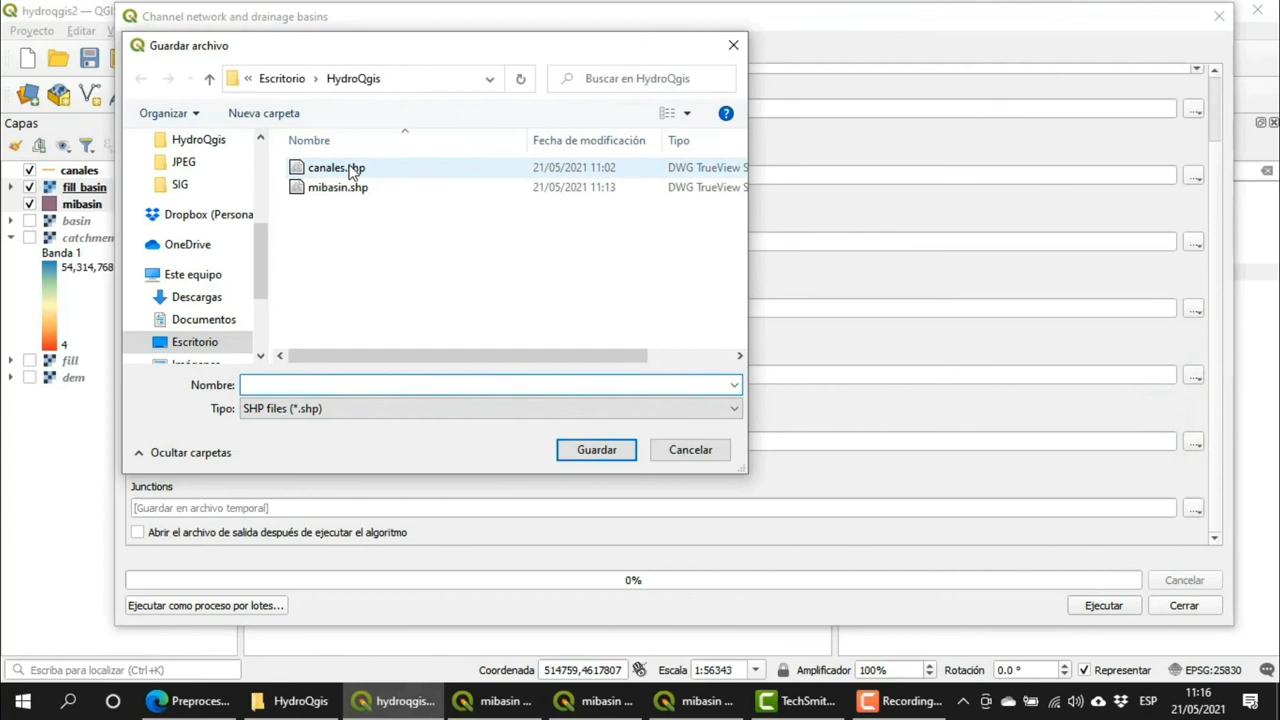 hydroqgis2 — QGI
Channel network and drainage basins
Proyecto Editar
Guardar archivo
« Escritorio › HydroQgis
Buscar en HydroQgis
Organizar
Nueva carpeta
Capas
HydroQgis
JPEG
SIG
Dropbox (Persona
OneDrive
Este equipo
Descargas
Documentos
Escritorio
Nombre Fecha de modificación Tipo
canales.shp 21/05/2021 11:02 DWG TrueView S
mibasin.shp 21/05/2021 11:13 DWG TrueView S
canales
fill_basin
mibasin
basin
catchmen
Banda 1
54,314,768
4
fill
dem
Nombre:
Tipo: SHP files (*.shp)
Ocultar carpetas
Guardar
Cancelar
Junctions
[Guardar en archivo temporal]
Abrir el archivo de salida después de ejecutar el algoritmo
0%
Cancelar
Ejecutar como proceso por lotes...
Ejecutar
Cerrar
Escriba para localizar (Ctrl+K)
Coordenada 514759,4617807 Escala 1:56343 Amplificador 100% Rotación 0.0 ° Representar EPSG:25830
Preproces...
HydroQgis
hydroqgis...
mibasin ...
mibasin ...
mibasin ...
TechSmit...
Recording...
ESP
11:16
21/05/2021